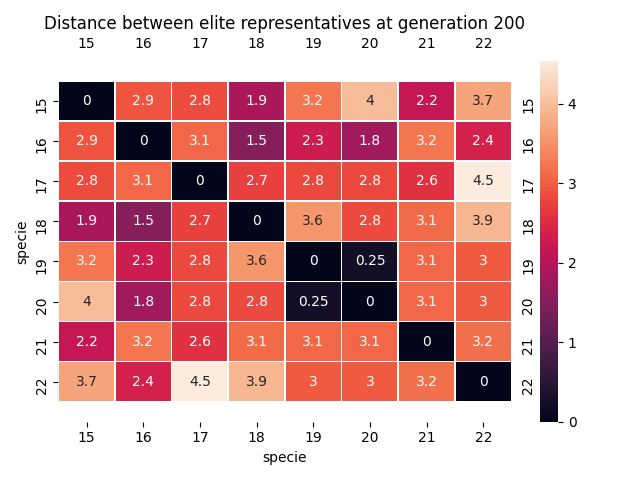 Distance between elite representatives at generation 200
15 16 17 18 19 20 21 22
15 0 2.9 2.8 1.9 3.2 4 2.2 3.7 15
16 2.9 0 3.1 1.5 2.3 1.8 3.2 2.4 16
17 2.8 3.1 0 2.7 2.8 2.8 2.6 4.5 17
18 1.9 1.5 2.7 0 3.6 2.8 3.1 3.9 18
19 3.2 2.3 2.8 3.6 0 0.25 3.1 3 19
20 4 1.8 2.8 2.8 0.25 0 3.1 3 20
21 2.2 3.2 2.6 3.1 3.1 3.1 0 3.2 21
22 3.7 2.4 4.5 3.9 3 3 3.2 0 22
15 16 17 18 19 20 21 22
specie
specie
4
3
2
1
0